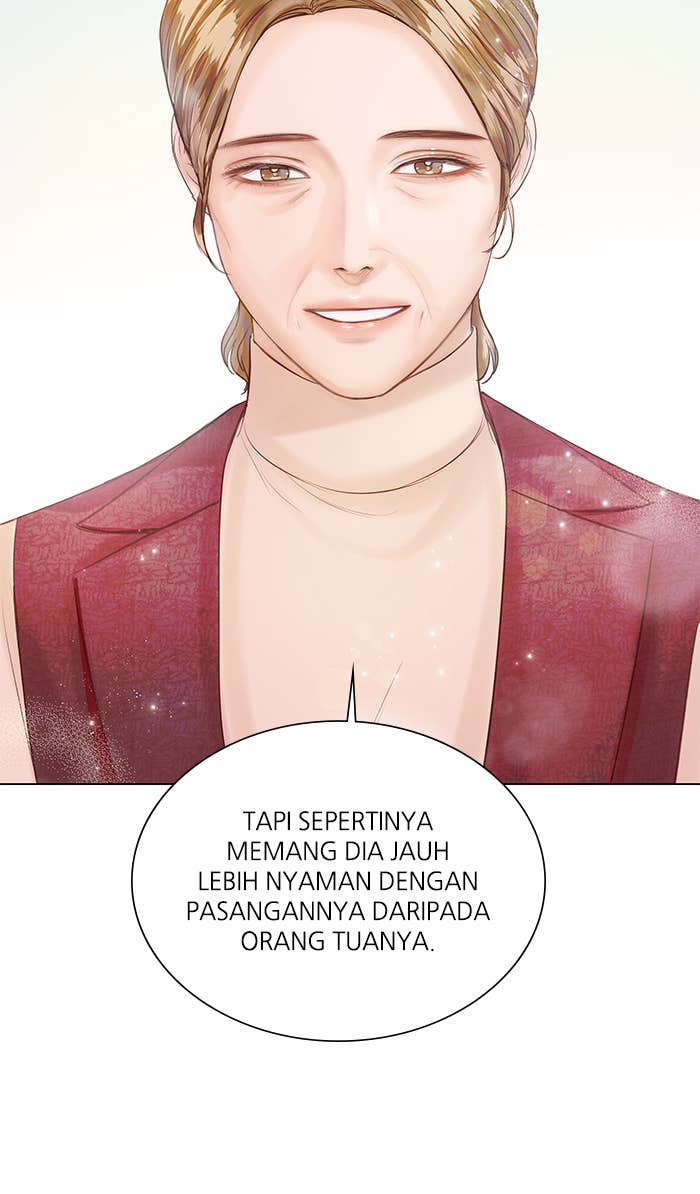 TAPI SEPERTINYA
MEMANG DIA JAUH
LEBIH NYAMAN DENGAN
PASANGANNYA DARIPADA
ORANG TUANYA.